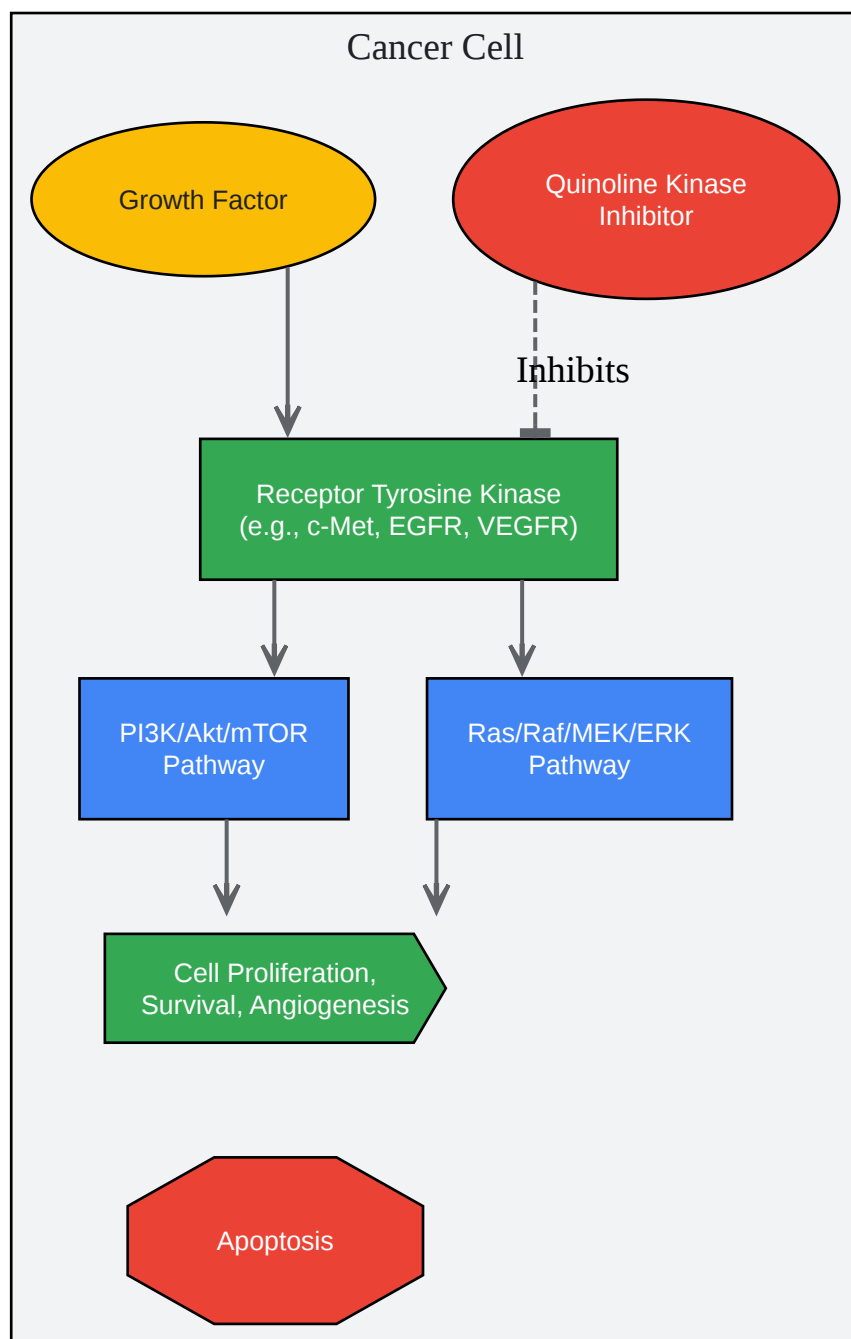 Cancer Cell
Growth Factor
Quinoline Kinase
Inhibitor
Inhibits
Receptor Tyrosine Kinase
(e.g., c-Met, EGFR, VEGFR)
PI3K/Akt/mTOR
Pathway
Ras/Raf/MEK/ERK
Pathway
Cell Proliferation,
Survival, Angiogenesis
Apoptosis